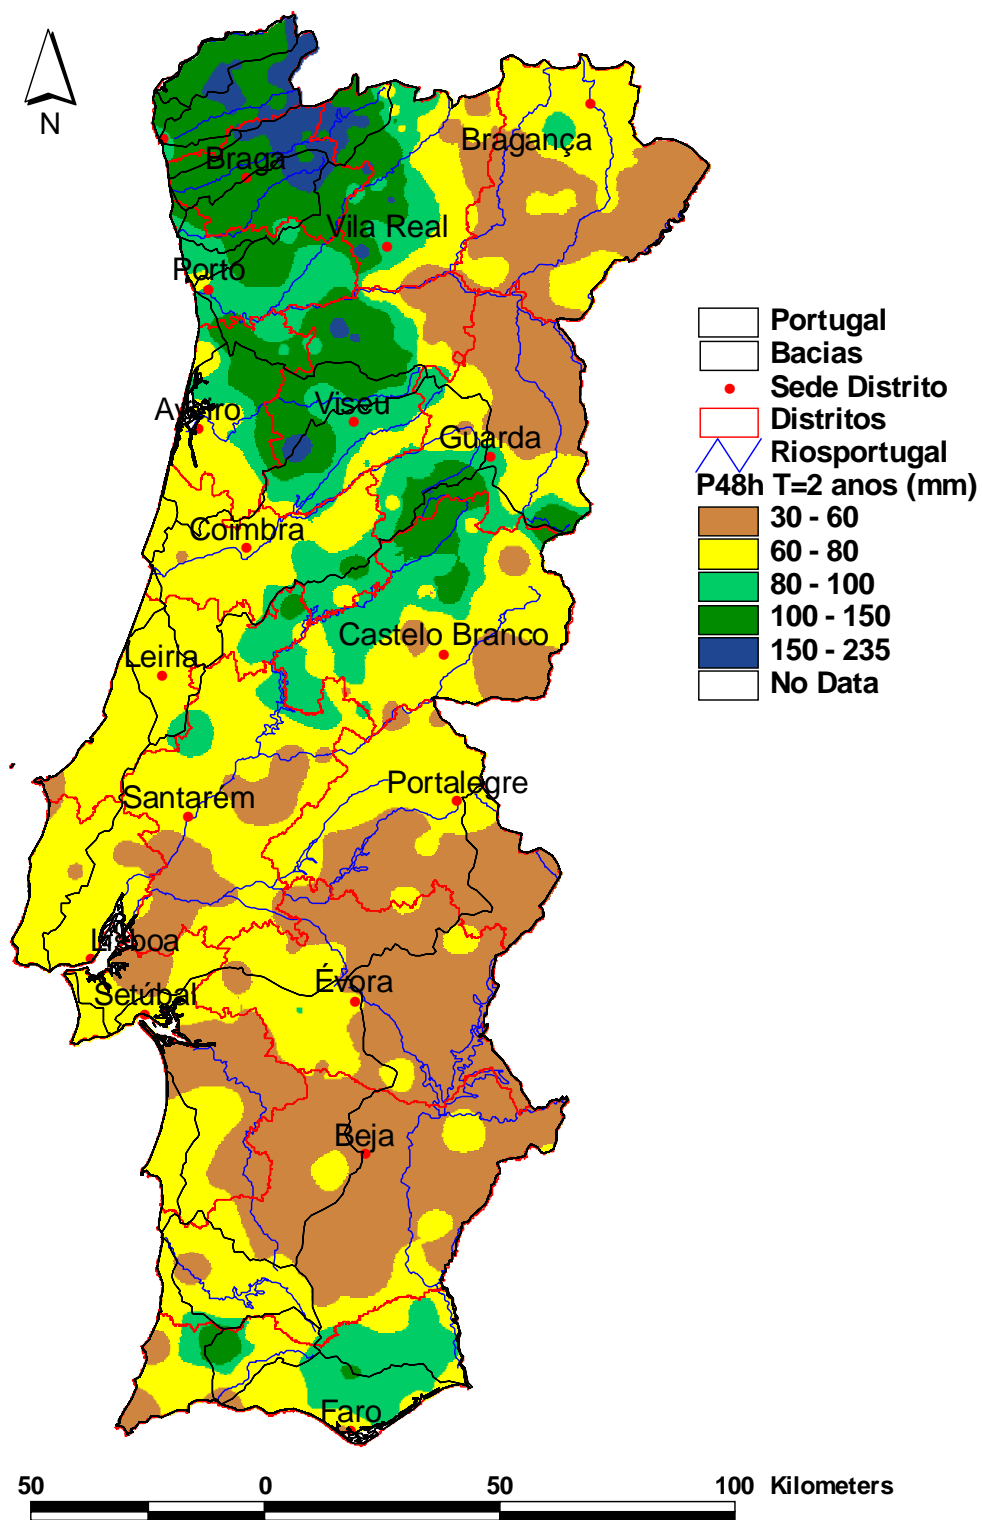 N
Bragança
Braga
Vila Real
Porto
Aveiro
Viseu
Guarda
Coimbra
Castelo Branco
Leiria
Portalegre
Santarém
Lisboa
Évora
Setúbal
Beja
Faro
Portugal
Bacias
Sede Distrito
Distritos
Riosportugal
P48h T=2 anos (mm)
30 - 60
60 - 80
80 - 100
100 - 150
150 - 235
No Data
50 0 50 100 Kilometers